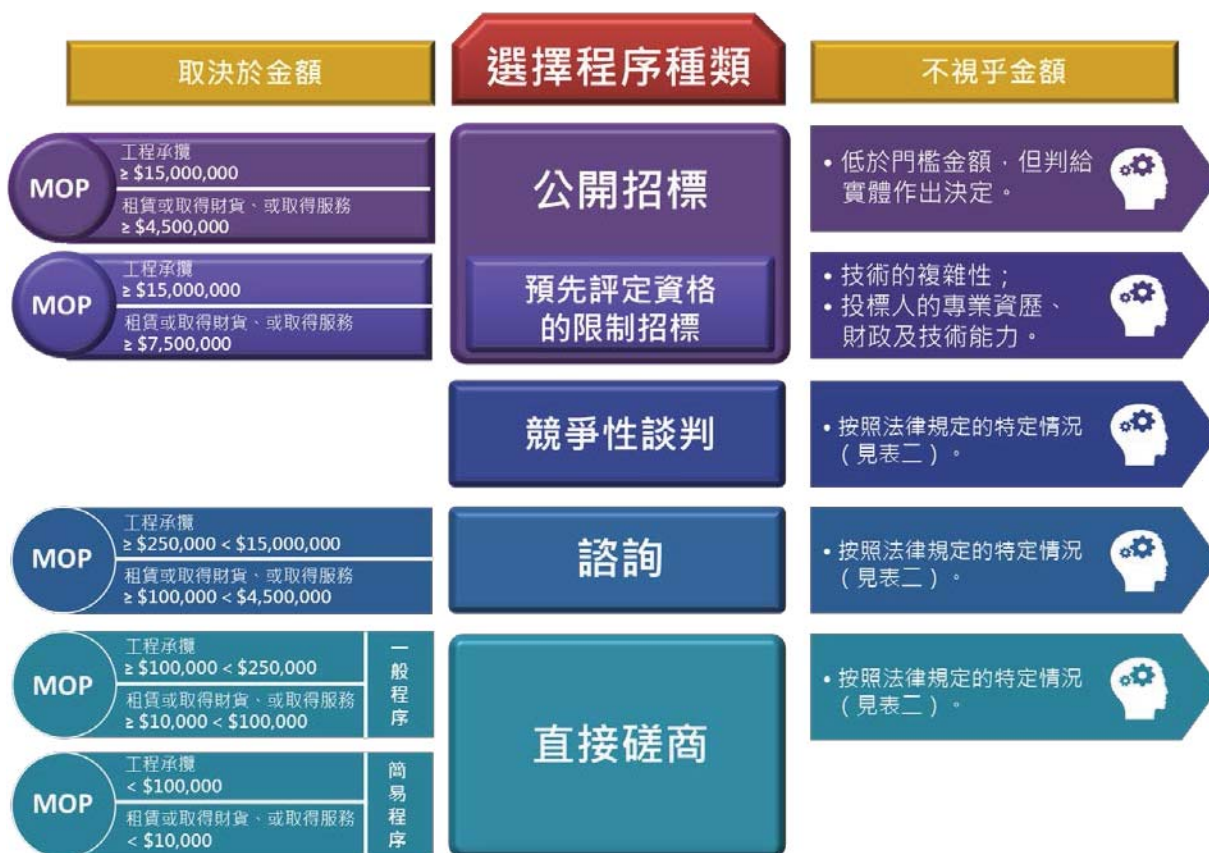 取決於金額
選擇程序種類
不視乎金額
MOP
工程承攬
≥ $15,000,000
租賃或取得財貨、或取得服務
≥ $4,500,000
公開招標
• 低於門檻金額，但判給
實體作出決定。
MOP
工程承攬
≥ $15,000,000
租賃或取得財貨、或取得服務
≥ $7,500,000
預先評定資格
的限制招標
• 技術的複雜性；
• 投標人的專業資歷、
財政及技術能力。
競爭性談判
• 按照法律規定的特定情況
（見表二）。
MOP
工程承攬
≥ $250,000 < $15,000,000
租賃或取得財貨、或取得服務
≥ $100,000 < $4,500,000
諮詢
• 按照法律規定的特定情況
（見表二）。
MOP
工程承攬
≥ $100,000 < $250,000
租賃或取得財貨、或取得服務
≥ $10,000 < $100,000
一般程序
直接磋商
• 按照法律規定的特定情況
（見表二）。
MOP
工程承攬
< $100,000
租賃或取得財貨、或取得服務
< $10,000
簡易程序